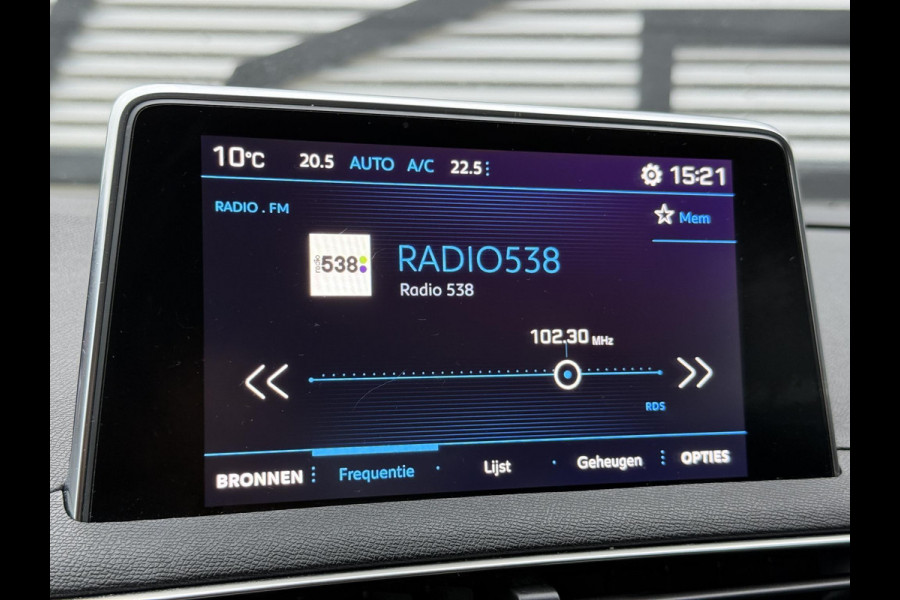 10°C 20.5 AUTO A/C 22.5 15:21
RADIO . FM
Mem
radio 538
RADIO538
Radio 538
102.30 MHz
RDS
BRONNEN Frequentie Lijst Geheugen OPTIES